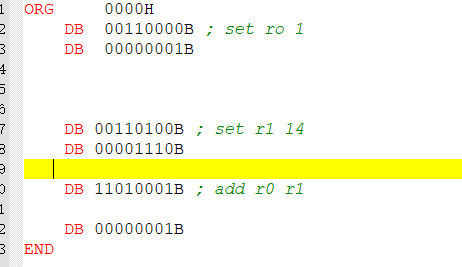 1 ORG 0000H
2 DB 00110000B ; set ro 1
3 DB 00000001B
4
5
6
7 DB 00110100B ; set r1 14
8 DB 00001110B
9
0 DB 11010001B ; add r0 r1
1
2 DB 00000001B
3 END